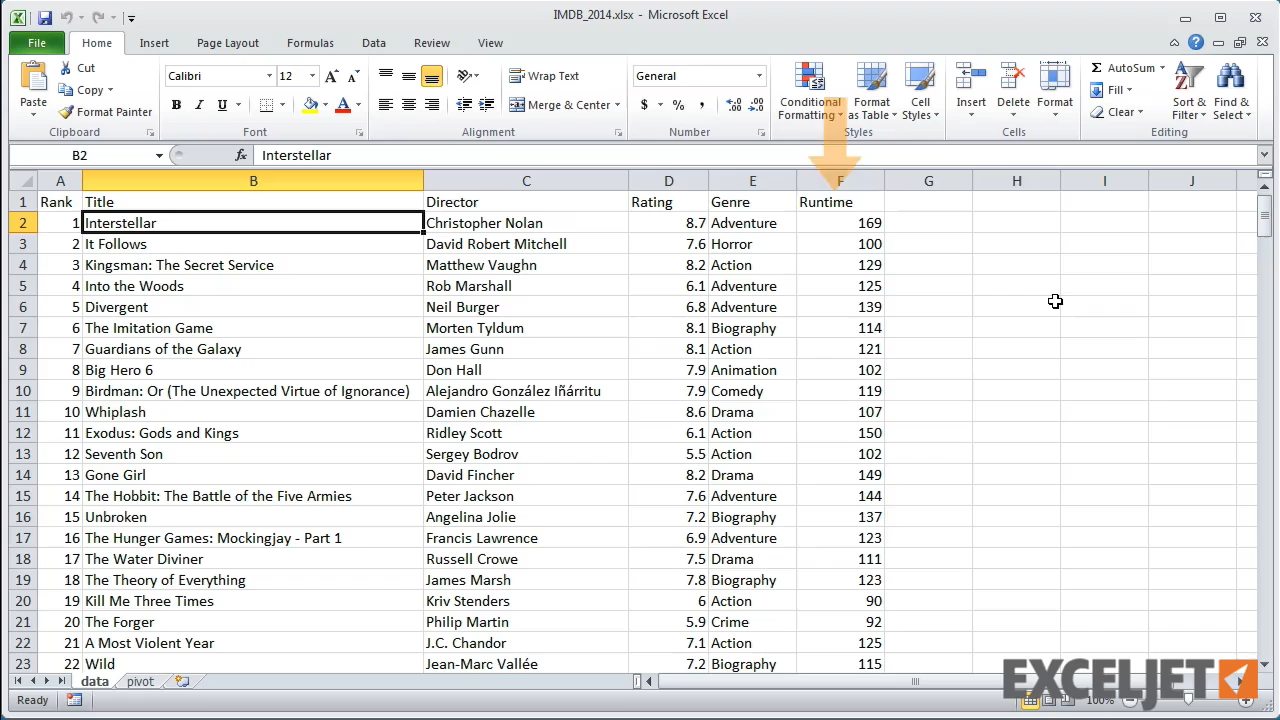 IMDB_2014.xlsx - Microsoft Excel
File Home Insert Page Layout Formulas Data Review View
Paste Cut Copy Format Painter Clipboard
Calibri 12 B I U A A A Font
Wrap Text Merge & Center Alignment
General $ % , .00 Number
Conditional Formatting Format as Table Cell Styles Styles
Insert Delete Format Cells
Σ AutoSum Fill Clear Sort & Filter Find & Select Editing
B2 fx Interstellar
A B C D E F G H I J
1 Rank Title Director Rating Genre Runtime
2 1 Interstellar Christopher Nolan 8.7 Adventure 169
3 2 It Follows David Robert Mitchell 7.6 Horror 100
4 3 Kingsman: The Secret Service Matthew Vaughn 8.2 Action 129
5 4 Into the Woods Rob Marshall 6.1 Adventure 125
6 5 Divergent Neil Burger 6.8 Adventure 139
7 6 The Imitation Game Morten Tyldum 8.1 Biography 114
8 7 Guardians of the Galaxy James Gunn 8.1 Action 121
9 8 Big Hero 6 Don Hall 7.9 Animation 102
10 9 Birdman: Or (The Unexpected Virtue of Ignorance) Alejandro González Iñárritu 7.9 Comedy 119
11 10 Whiplash Damien Chazelle 8.6 Drama 107
12 11 Exodus: Gods and Kings Ridley Scott 6.1 Action 150
13 12 Seventh Son Sergey Bodrov 5.5 Action 102
14 13 Gone Girl David Fincher 8.2 Drama 149
15 14 The Hobbit: The Battle of the Five Armies Peter Jackson 7.6 Adventure 144
16 15 Unbroken Angelina Jolie 7.2 Biography 137
17 16 The Hunger Games: Mockingjay - Part 1 Francis Lawrence 6.9 Adventure 123
18 17 The Water Diviner Russell Crowe 7.5 Drama 111
19 18 The Theory of Everything James Marsh 7.8 Biography 123
20 19 Kill Me Three Times Kriv Stenders 6 Action 90
21 20 The Forger Philip Martin 5.9 Crime 92
22 21 A Most Violent Year J.C. Chandor 7.1 Action 125
23 22 Wild Jean-Marc Vallée 7.2 Biography 115
data pivot
EXCELJET
Ready 100%